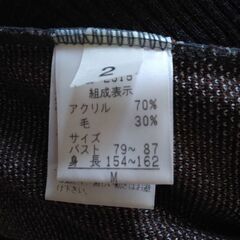 2
組成表示
アクリル 70%
毛 30%
サイズ
バスト 79~ 87
身 長 154~162
M